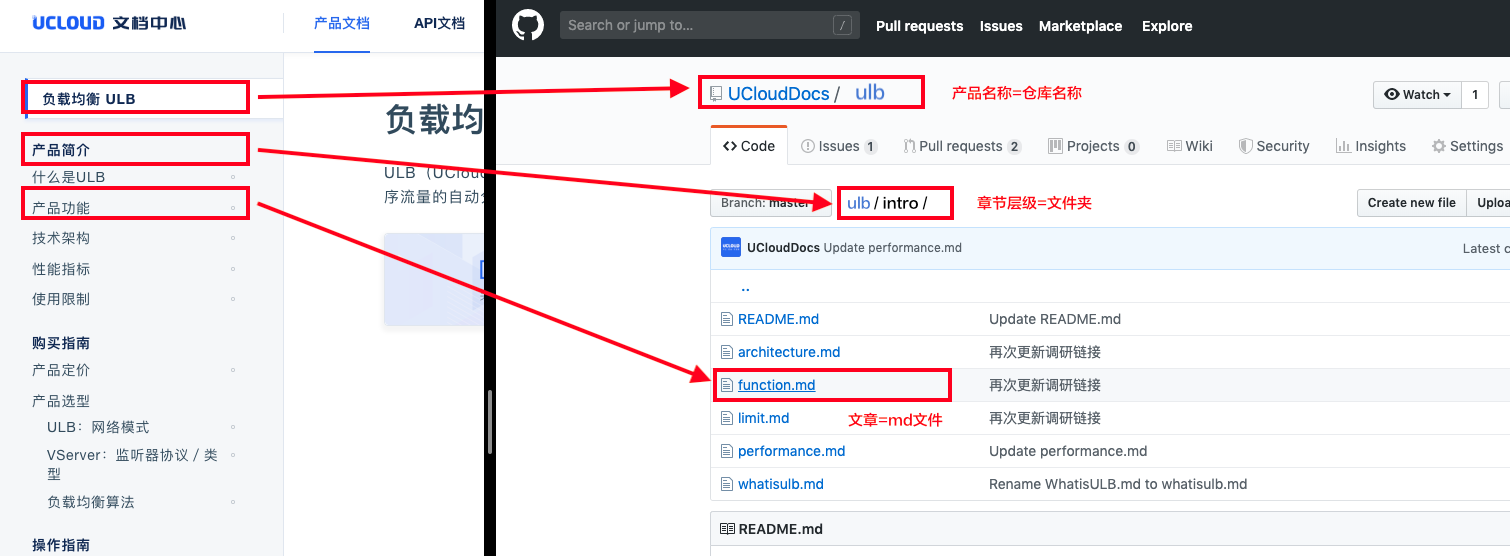 UCLOUD 文档中心
产品文档
API文档
负载均衡 ULB
产品简介
什么是ULB
产品功能
技术架构
性能指标
使用限制
购买指南
产品定价
产品选型
ULB：网络模式
VServer：监听器协议 / 类
型
负载均衡算法
操作指南
负载均
ULB（UClou
序流量的自动分
Search or jump to...
/
Pull requests
Issues
Marketplace
Explore
UCloudDocs / ulb
产品名称=仓库名称
Watch
1
Code
Issues 1
Pull requests 2
Projects 0
Wiki
Security
Insights
Settings
Branch: master
ulb / intro /
章节层级=文件夹
Create new file
Uploa
UCLOUD
UCloudDocs Update performance.md
Latest c
..
README.md
Update README.md
architecture.md
再次更新调研链接
function.md
再次更新调研链接
limit.md
文章=md文件
再次更新调研链接
performance.md
Update performance.md
whatisulb.md
Rename WhatisULB.md to whatisulb.md
README.md